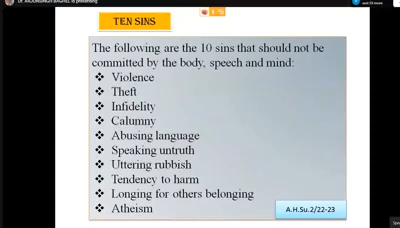 TEN SINS
The following are the 10 sins that should not be
committed by the body, speech and mind:
❖ Violence
❖ Theft
❖ Infidelity
❖ Calumny
❖ Abusing language
❖ Speaking untruth
❖ Uttering rubbish
❖ Tendency to harm
❖ Longing for others belonging
❖ Atheism
A.H.Su.2/22-23